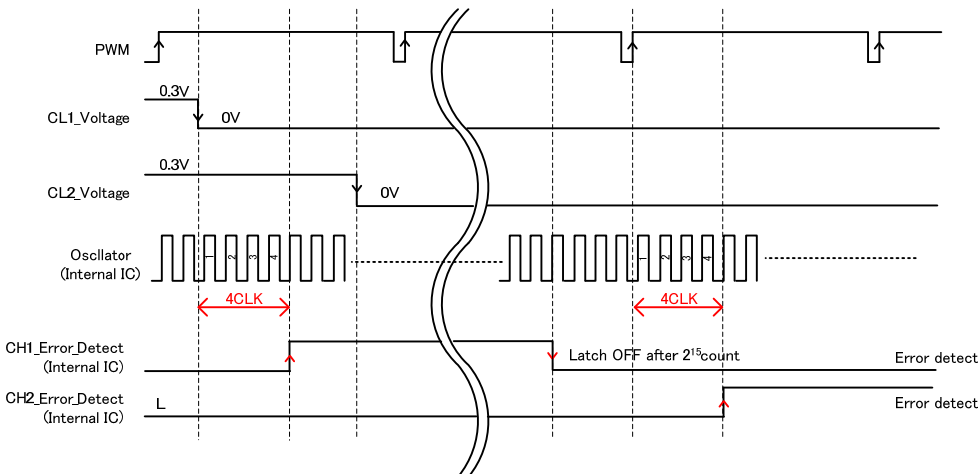 PWM
0.3V
CL1_Voltage
0V
0.3V
CL2_Voltage
0V
Oscllator
(Internal IC)
1 2 3 4
1 2 3 4
4CLK
4CLK
CH1_Error_Detect
(Internal IC)
Latch OFF after 2¹⁵count
Error detect
CH2_Error_Detect
(Internal IC)
L
Error detect